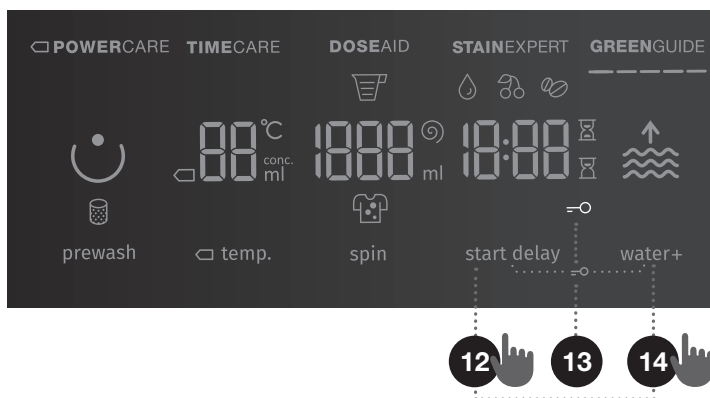 POWERCARE TIMECARE DOSEAID STAINEXPERT GREENGUIDE
88 °C 1888 18:88
conc.
ml ml
prewash temp. spin start delay water+
12 13 14